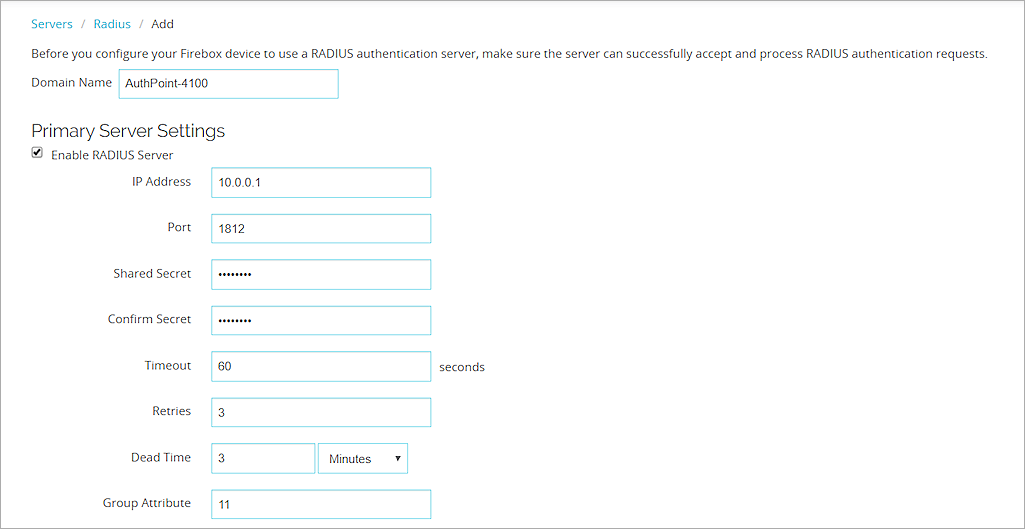 Servers / Radius / Add
Before you configure your Firebox device to use a RADIUS authentication server, make sure the server can successfully accept and process RADIUS authentication requests.
Domain Name AuthPoint-4100
Primary Server Settings
Enable RADIUS Server
IP Address 10.0.0.1
Port 1812
Shared Secret ••••••••
Confirm Secret ••••••••
Timeout 60 seconds
Retries 3
Dead Time 3 Minutes
Group Attribute 11